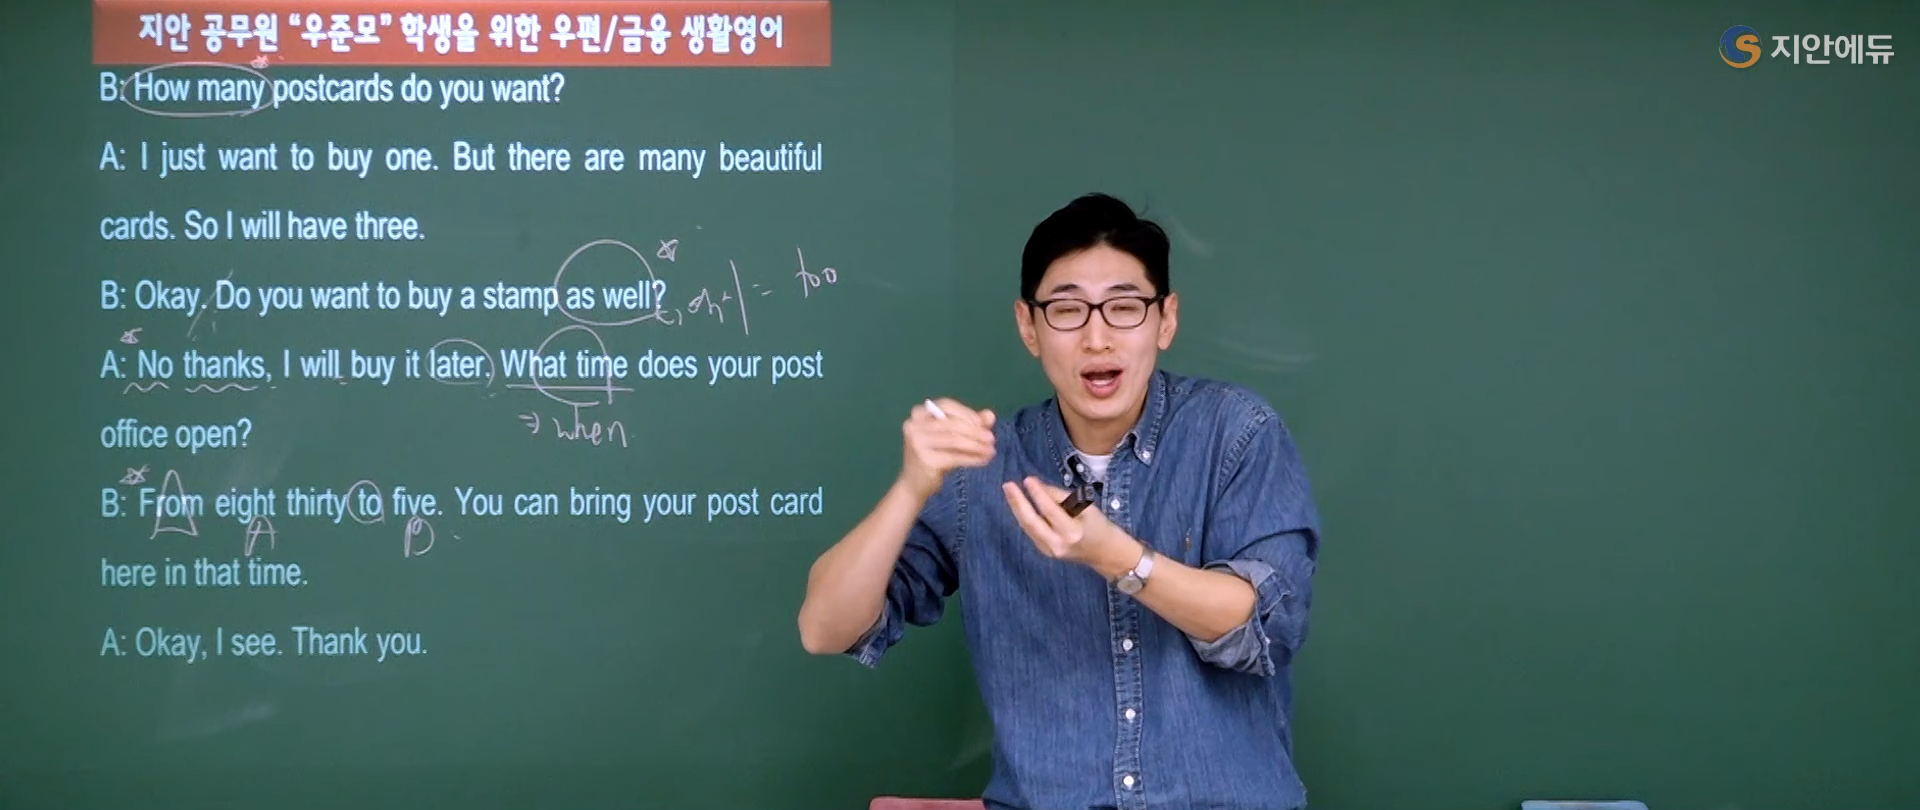 지안 공무원 “우준모” 학생을 위한 우편/금융 생활영어
지안에듀
B: How many postcards do you want?
A: I just want to buy one. But there are many beautiful
cards. So I will have three.
B: Okay. Do you want to buy a stamp as well?
= too
A: No thanks, I will buy it later. What time does your post
office open?
⇒ when
B: From eight thirty to five. You can bring your post card
A B
here in that time.
A: Okay, I see. Thank you.